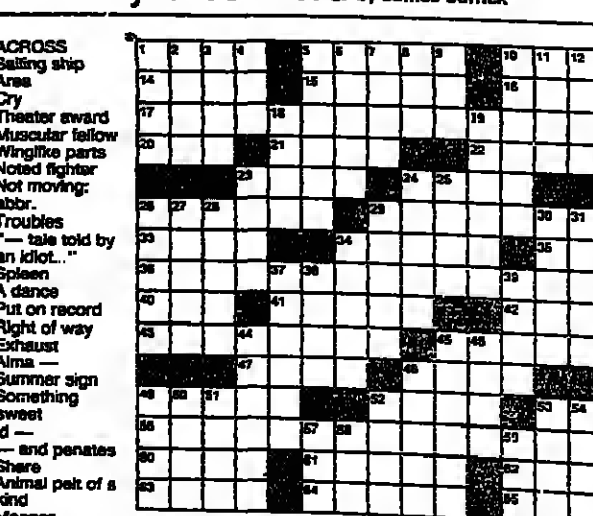 by James
ACROSS
Sailing ship
Area
Cry
Theater award
Muscular fellow
Winglike parts
Noted fighter
Not moving:
abbr.
Troubles
"— tale told by
an idiot..."
Spleen
A dance
Put on record
Right of way
Exhaust
Alma —
Summer sign
Something
sweet
d —
— and penates
Share
Animal pelt of a
kind
1 2 3 4 5 6 7 8 9 10 11 12
14 15 16
17 18 19
20 21 22
23 24 25
26 27 28 29 30 31
33 34 35
36 37 38 39
40 41 42
43 44 45 46
47 48
49 50 51 52 53 54
56 57 58 59
60 61 62
63 64 65